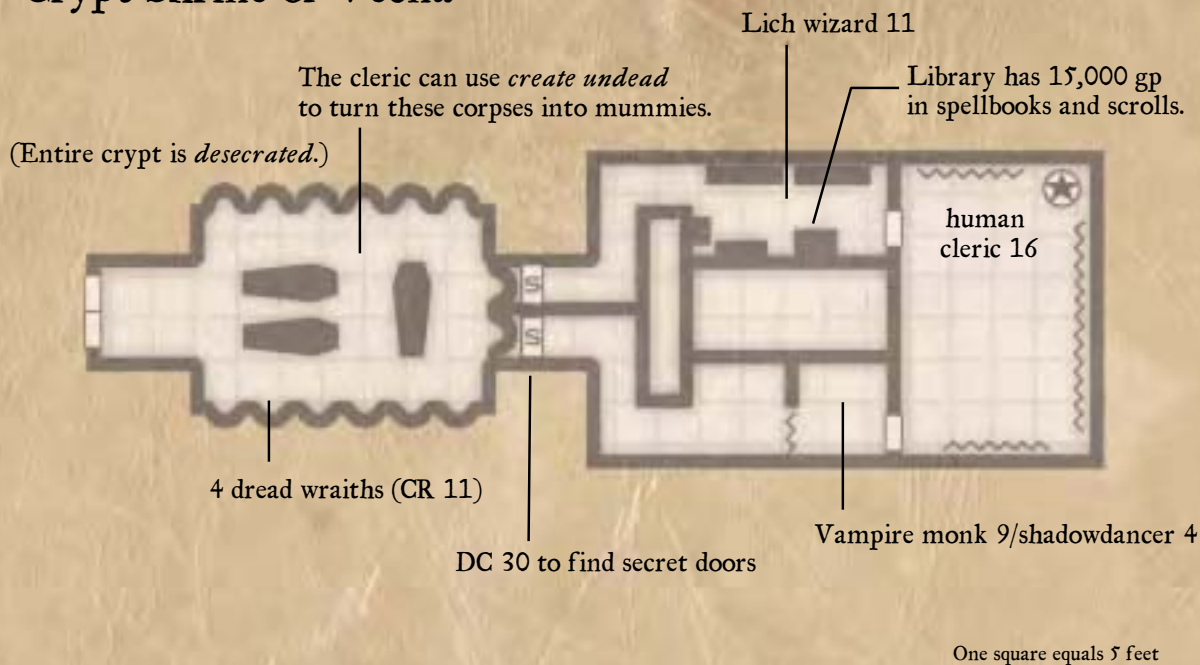 Lich wizard 11
The cleric can use create undead
to turn these corpses into mummies.
Library has 15,000 gp
in spellbooks and scrolls.
(Entire crypt is desecrated.)
human
cleric 16
S
S
4 dread wraiths (CR 11)
Vampire monk 9/shadowdancer 4
DC 30 to find secret doors
One square equals 5 feet